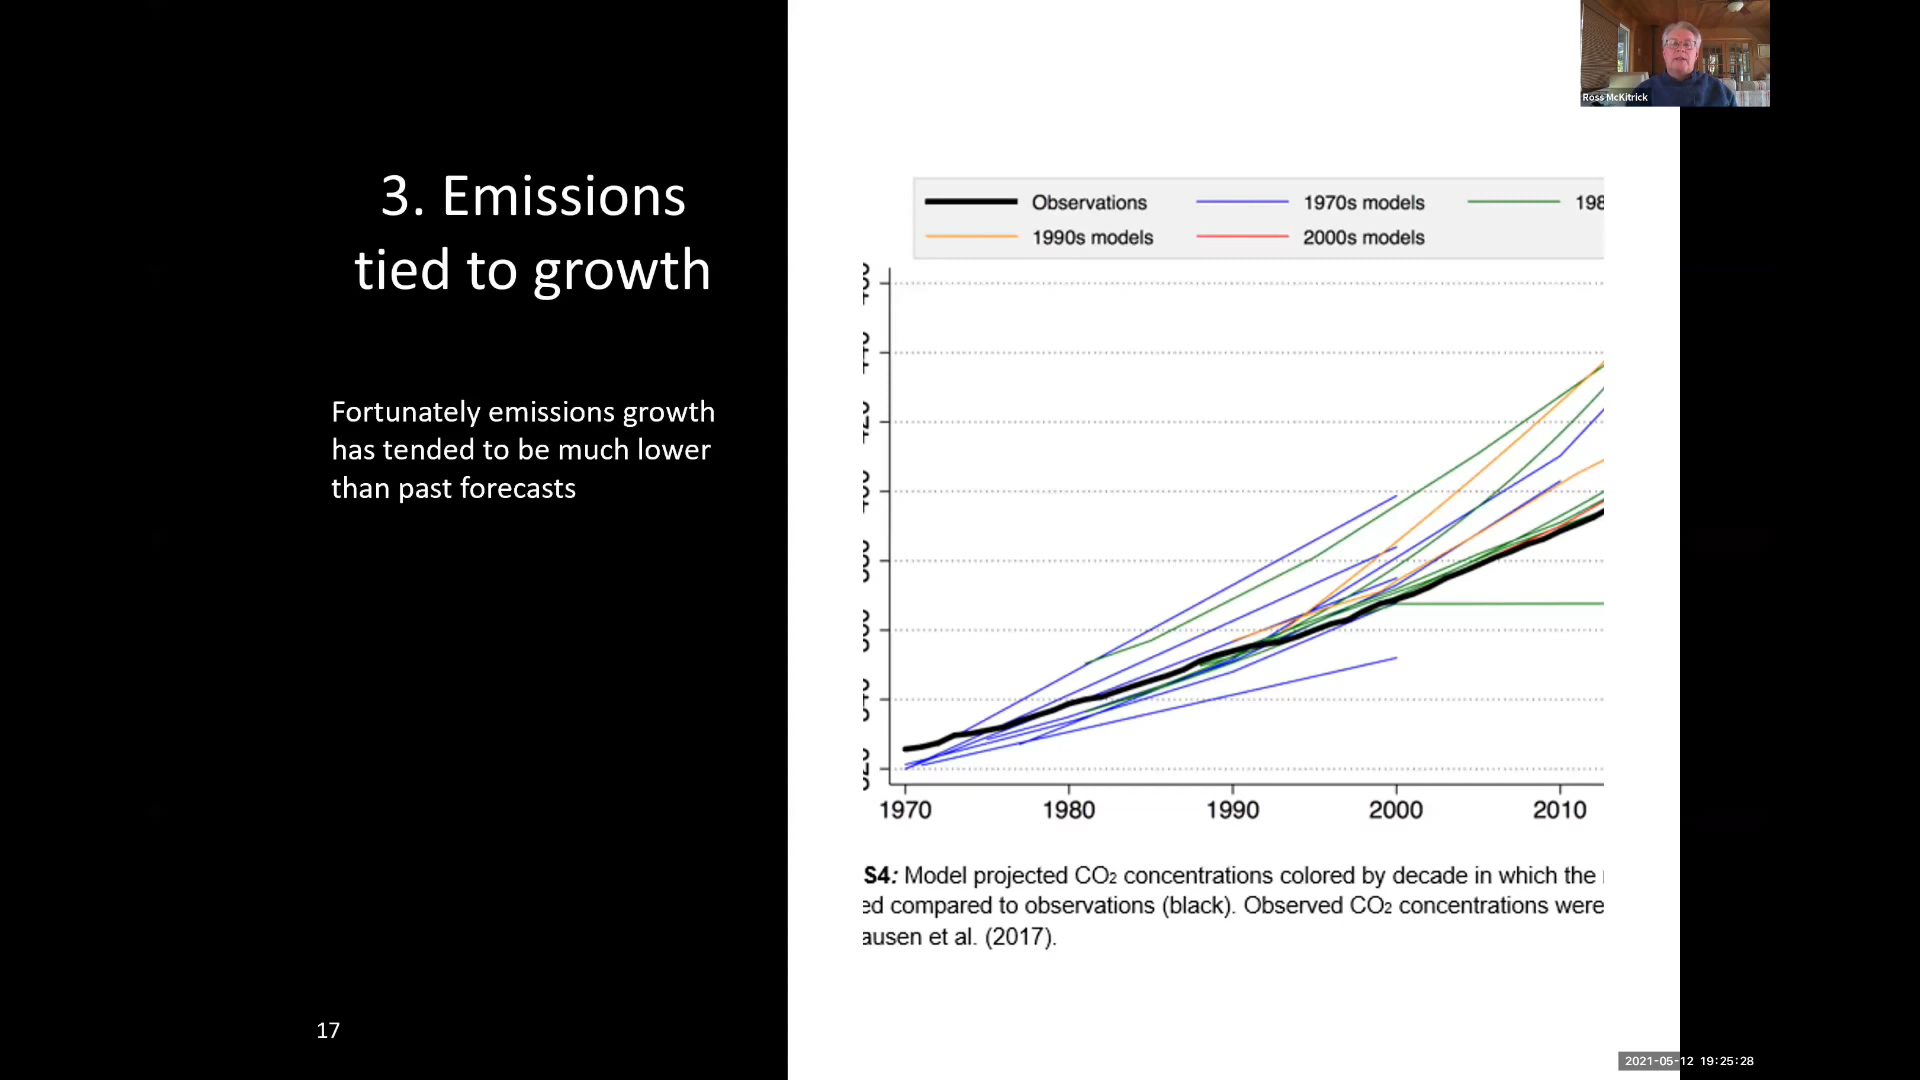 Ross McKitrick
3. Emissions
tied to growth
Fortunately emissions growth
has tended to be much lower
than past forecasts
17
Observations
1970s models
198
1990s models
2000s models
1970
1980
1990
2000
2010
S4: Model projected CO₂ concentrations colored by decade in which the
ed compared to observations (black). Observed CO₂ concentrations were
ausen et al. (2017).
2021-05-12 19:25:28